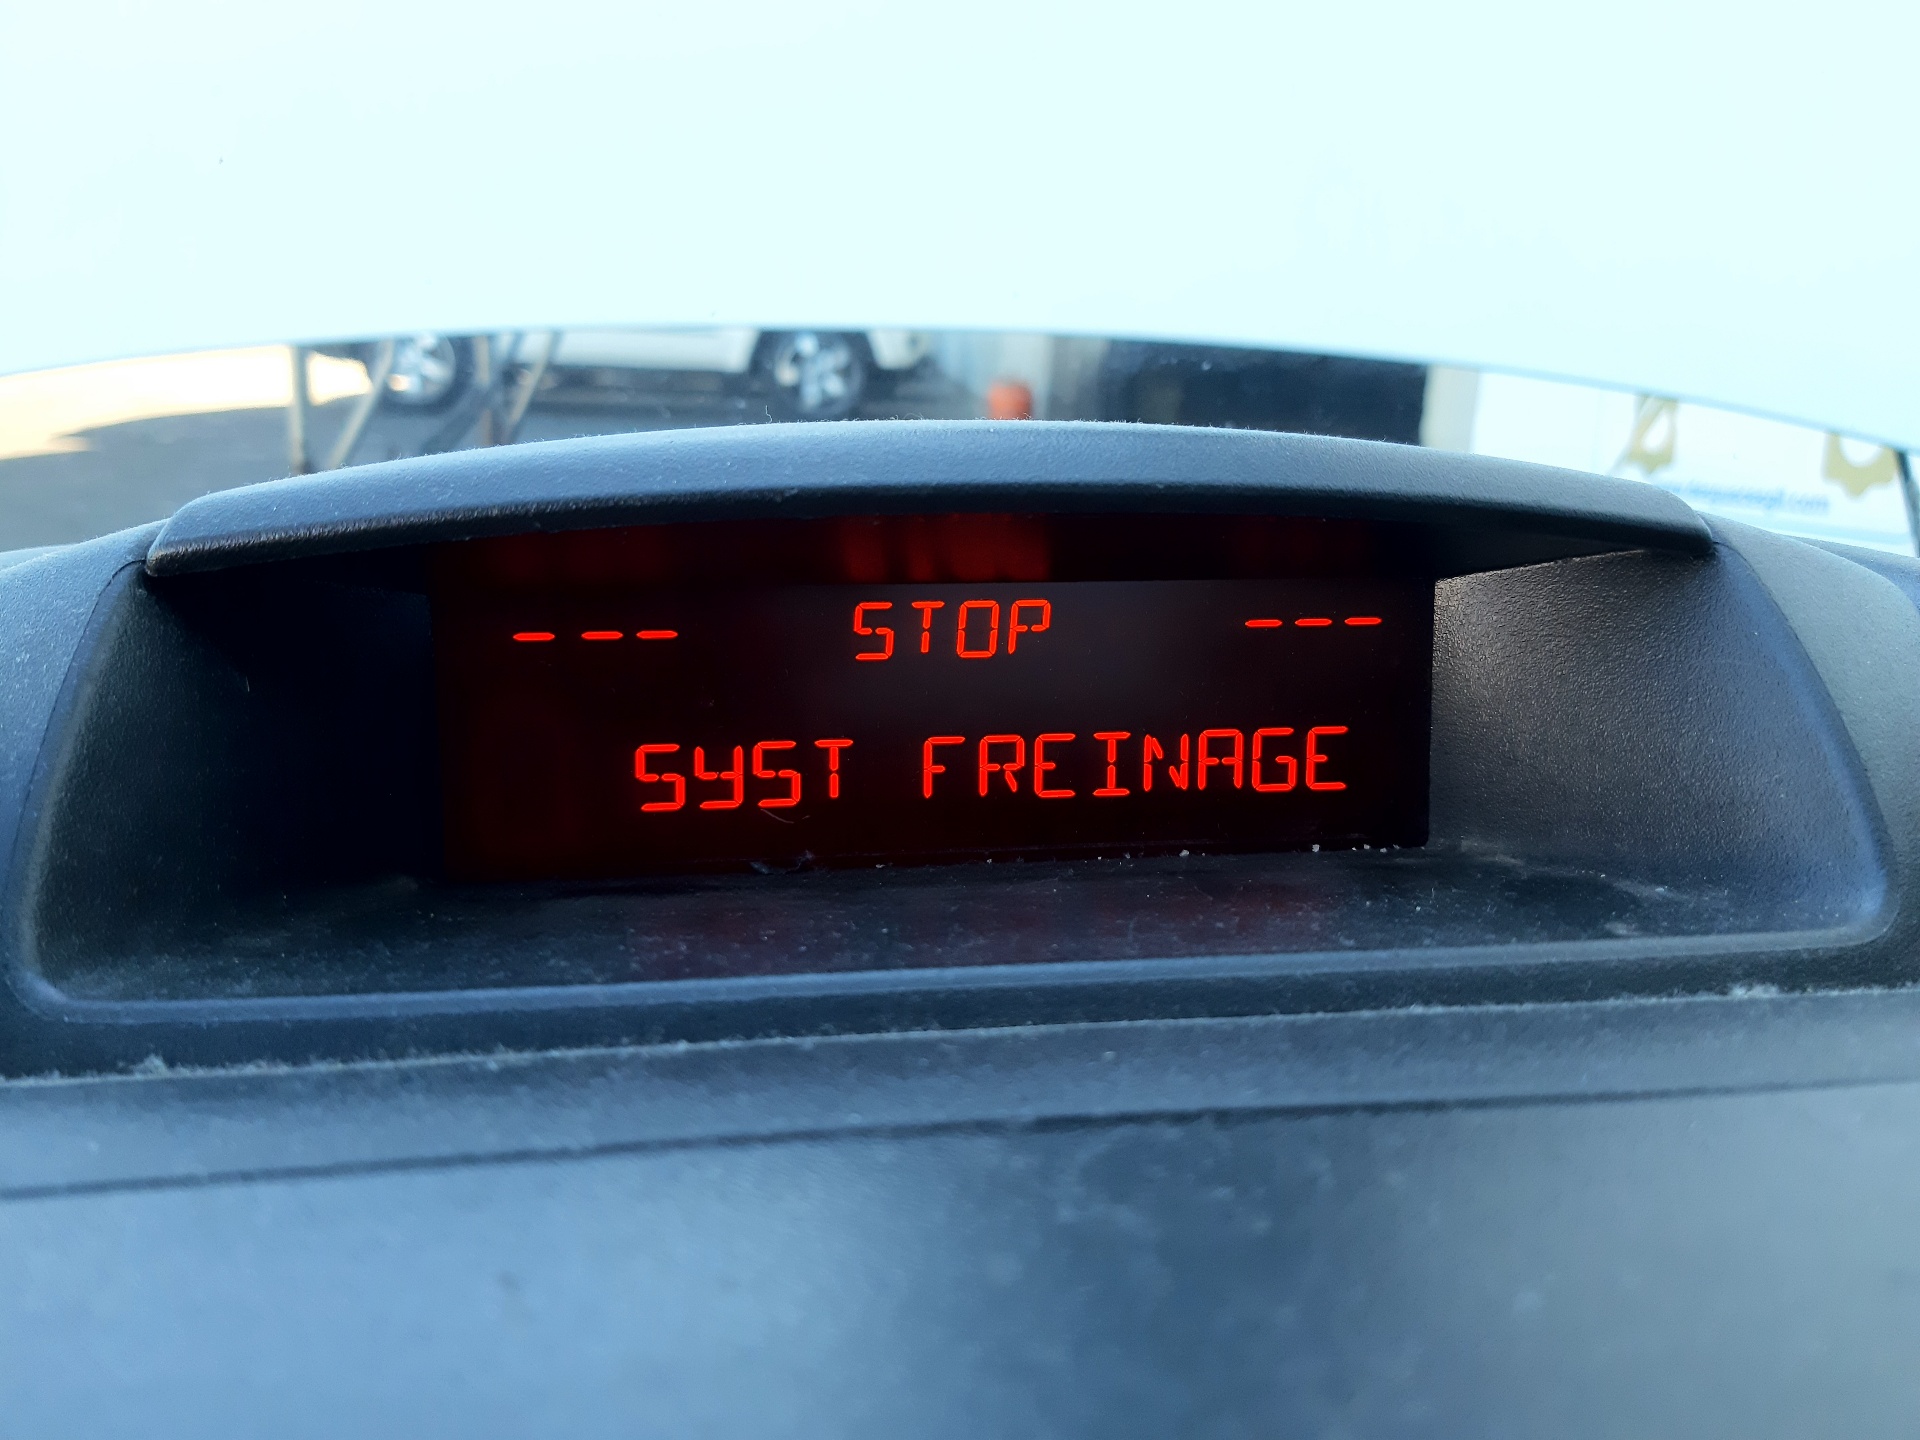 --- STOP ---
SYST FREINAGE